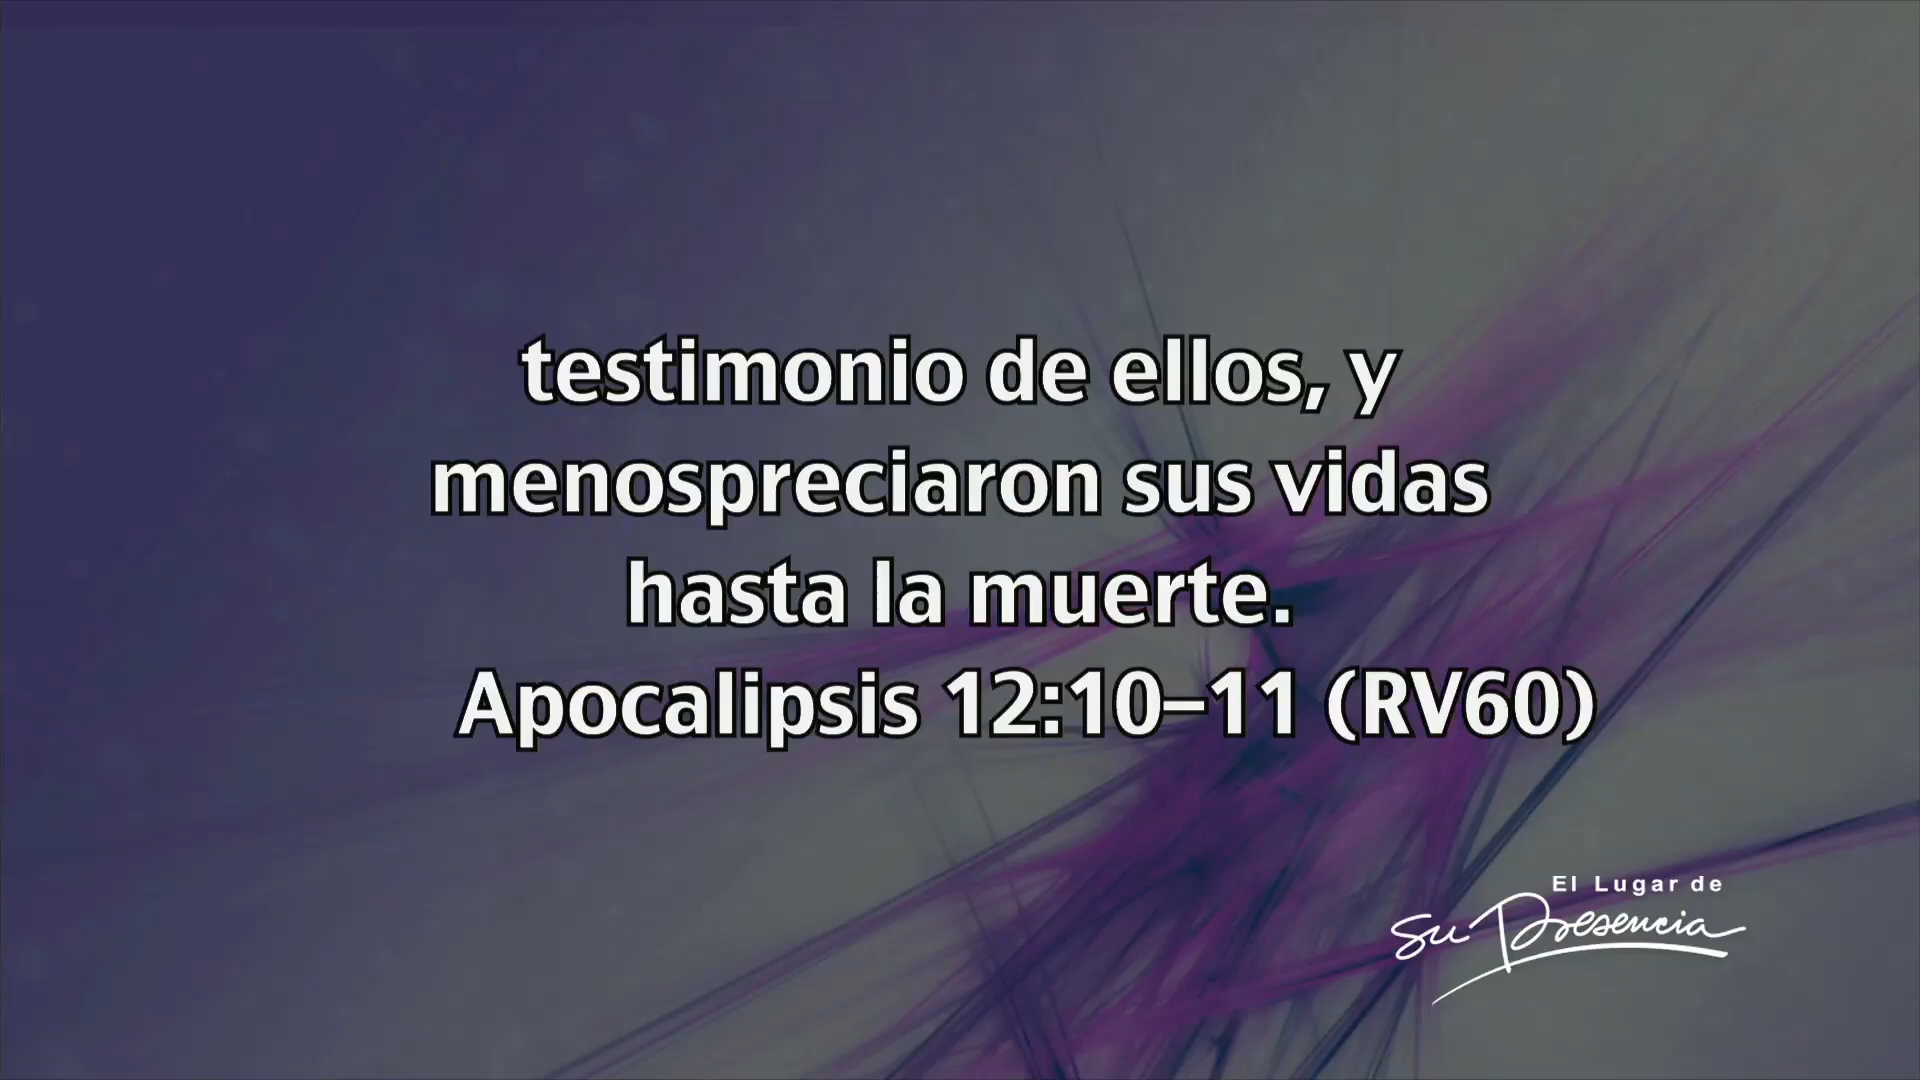 testimonio de ellos, y
menospreciaron sus vidas
hasta la muerte.
Apocalipsis 12:10–11 (RV60)
El Lugar de
Su Presencia